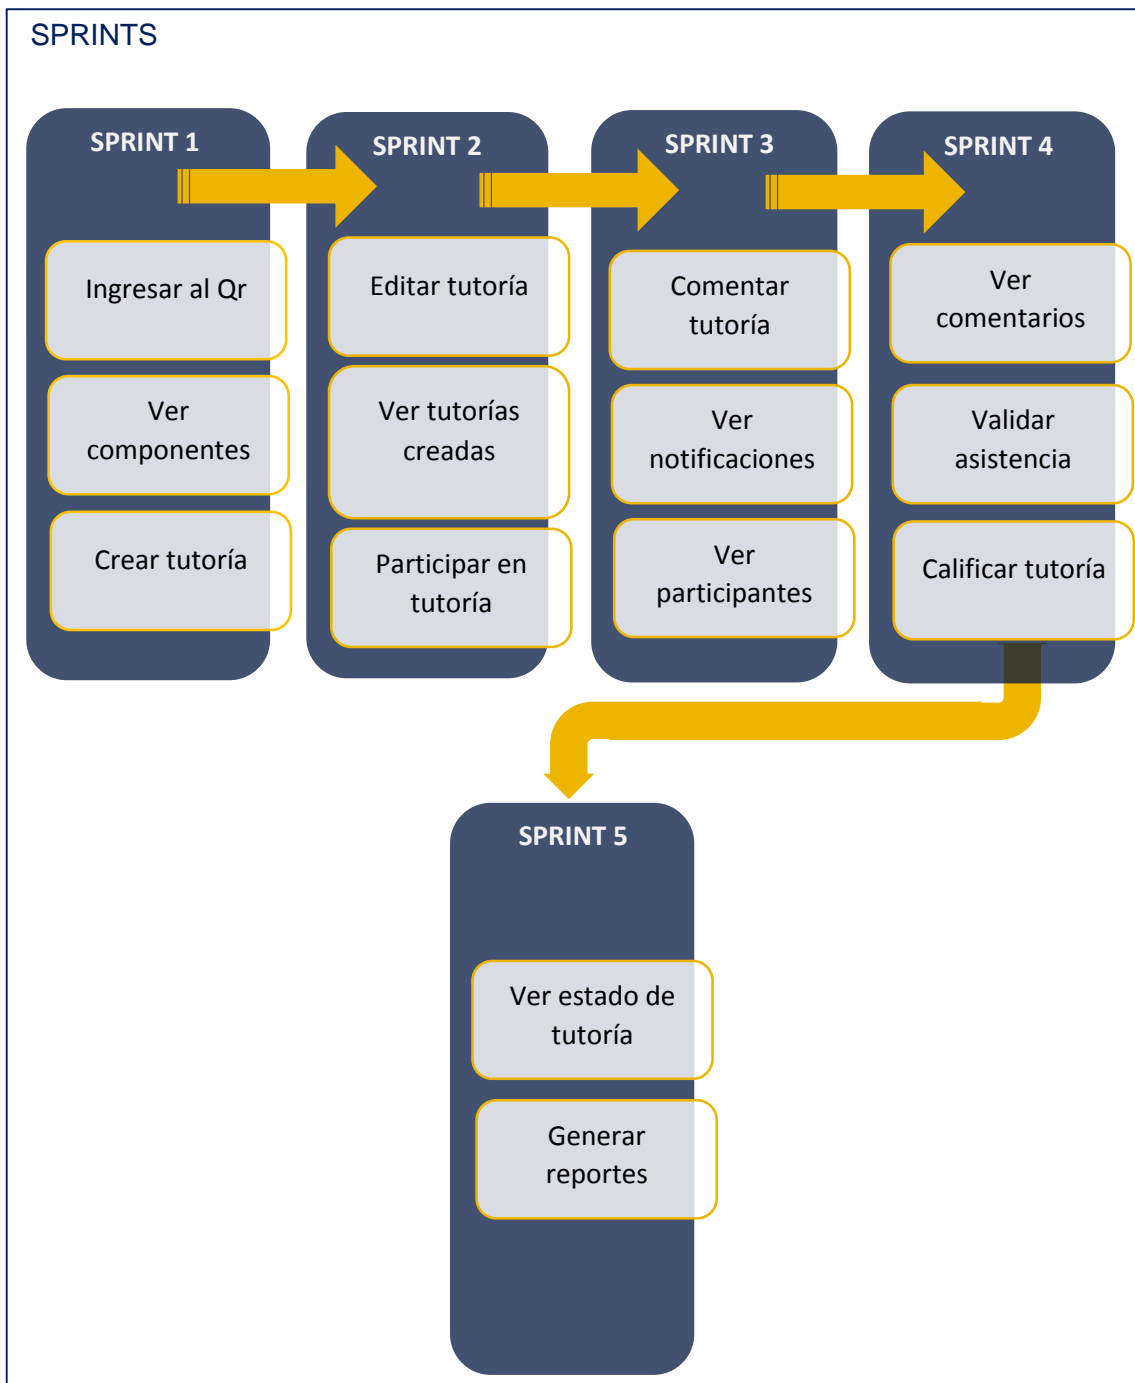 SPRINTS
SPRINT 1
Ingresar al Qr
Ver
componentes
Crear tutoría
SPRINT 2
Editar tutoría
Ver tutorías
creadas
Participar en
tutoría
SPRINT 3
Comentar
tutoría
Ver
notificaciones
Ver
participantes
SPRINT 4
Ver
comentarios
Validar
asistencia
Calificar tutoría
SPRINT 5
Ver estado de
tutoría
Generar
reportes